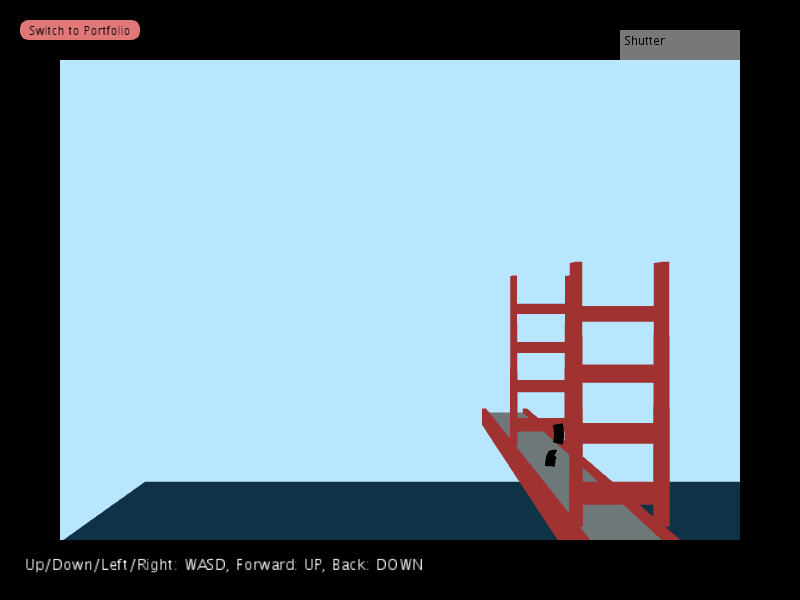 Switch to Portfolio
Shutter
Up/Down/Left/Right: WASD, Forward: UP, Back: DOWN